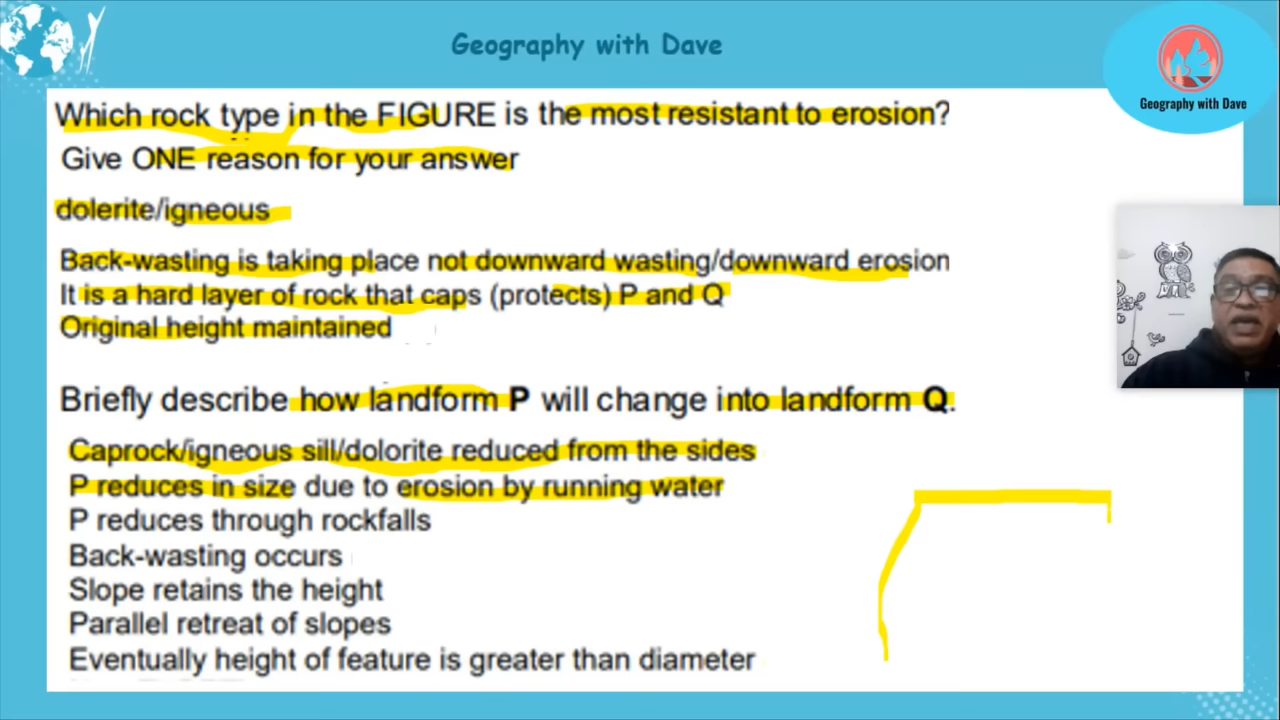 Geography with Dave
Geography with Dave
Which rock type in the FIGURE is the most resistant to erosion?
Give ONE reason for your answer
dolerite/igneous
Back-wasting is taking place not downward wasting/downward erosion
It is a hard layer of rock that caps (protects) P and Q
Original height maintained
Briefly describe how landform P will change into landform Q.
Caprock/igneous sill/dolorite reduced from the sides
P reduces in size due to erosion by running water
P reduces through rockfalls
Back-wasting occurs
Slope retains the height
Parallel retreat of slopes
Eventually height of feature is greater than diameter